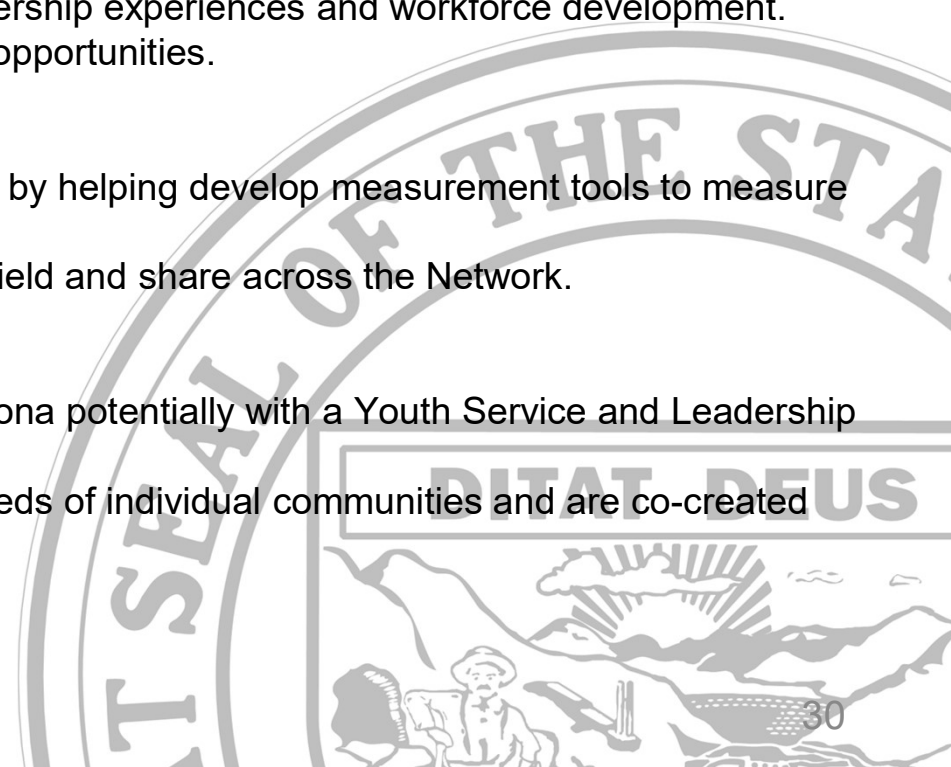 ership experiences and workforce development.
opportunities.
by helping develop measurement tools to measure
ield and share across the Network.
ona potentially with a Youth Service and Leadership
eds of individual communities and are co-created
T SEAL OF THE STA
DITAT DEUS
30